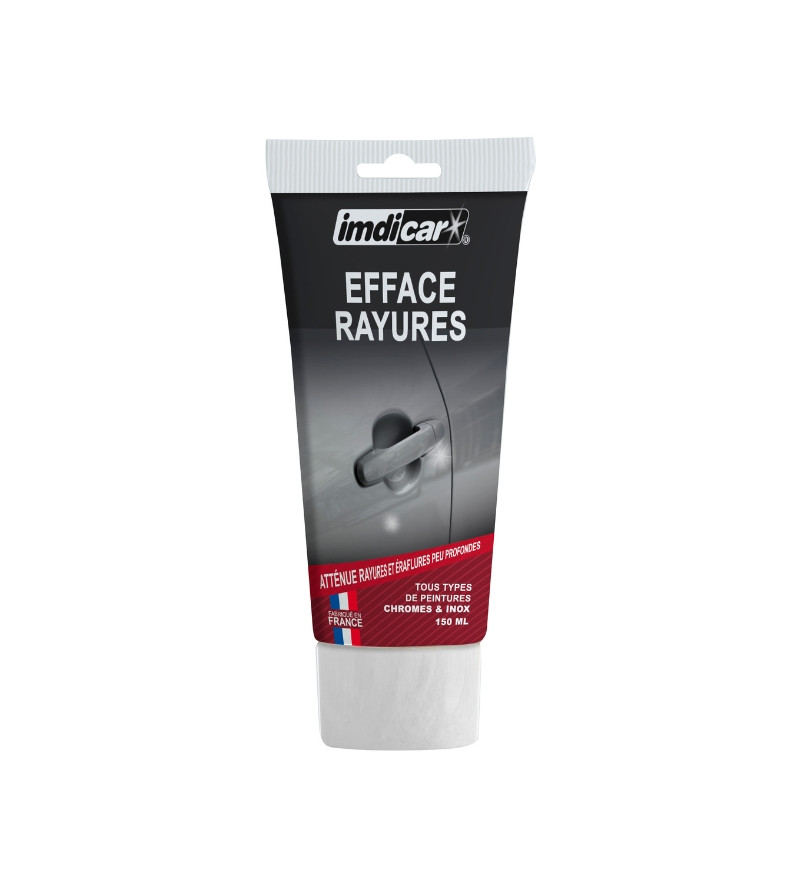 imdicar®
EFFACE
RAYURES
ATTÉNUE RAYURES ET ÉRAFLURES PEU PROFONDES
TOUS TYPES
DE PEINTURES
CHROMES & INOX
150 ML
FABRIQUÉ EN
FRANCE